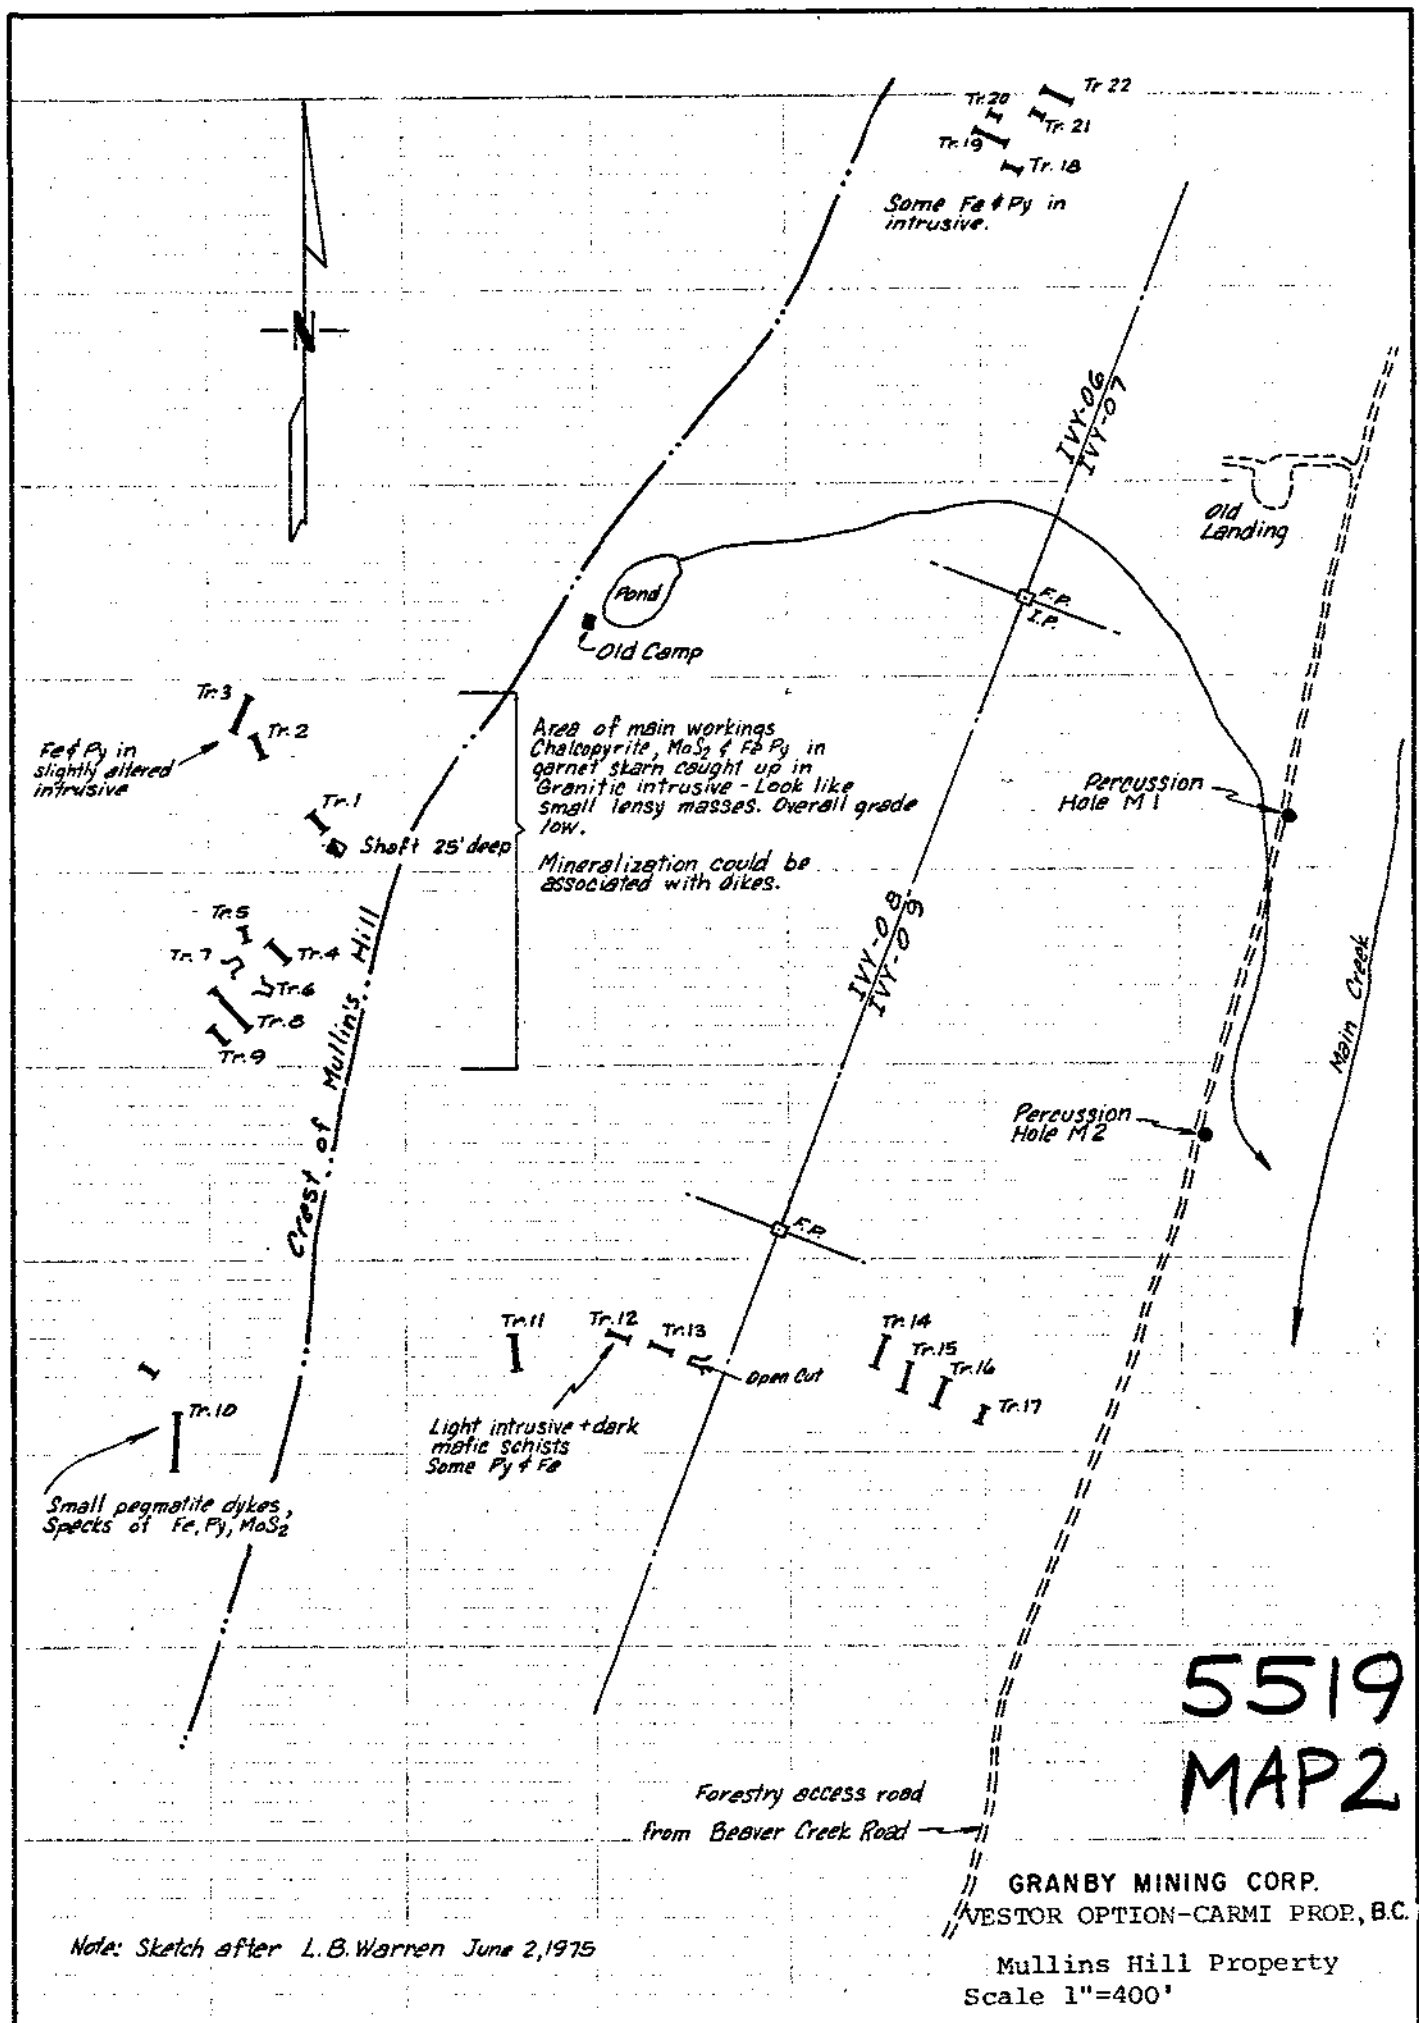 Tr. 20
Tr 22
Tr. 21
Tr. 19
Tr. 18
Some Fe & Py in
intrusive.
N
IVY-06
IVY-07
Old
Landing
Pond
F.P.
I.P.
Old Camp
Tr. 3
Tr. 2
Fe & Py in
slightly altered
intrusive
Area of main workings
Chalcopyrite, MoS2 & Fe Py in
garnet skarn caught up in
Granitic intrusive - Look like
small lensy masses. Overall grade
low.
Mineralization could be
associated with dikes.
Tr. 1
Shaft 25' deep
Percussion
Hole M 1
Tr. 5
Tr. 7
Tr. 4
Tr. 6
Tr. 8
Tr. 9
IVY-08
IVY-09
Crest of Mullin's Hill
Main Creek
Percussion
Hole M 2
F.P.
Tr. 11
Tr. 12
Tr. 13
Open Cut
Tr. 14
Tr. 15
Tr. 16
Tr. 17
Tr. 10
Light intrusive + dark
mafic schists
Some Py & Fe
Small pegmatite dykes,
Specks of Fe, Py, MoS2
5519
MAP2
Forestry access road
from Beaver Creek Road
GRANBY MINING CORP.
VESTOR OPTION-CARMI PROP., B.C.
Note: Sketch after L.B. Warren June 2, 1975
Mullins Hill Property
Scale 1"=400'